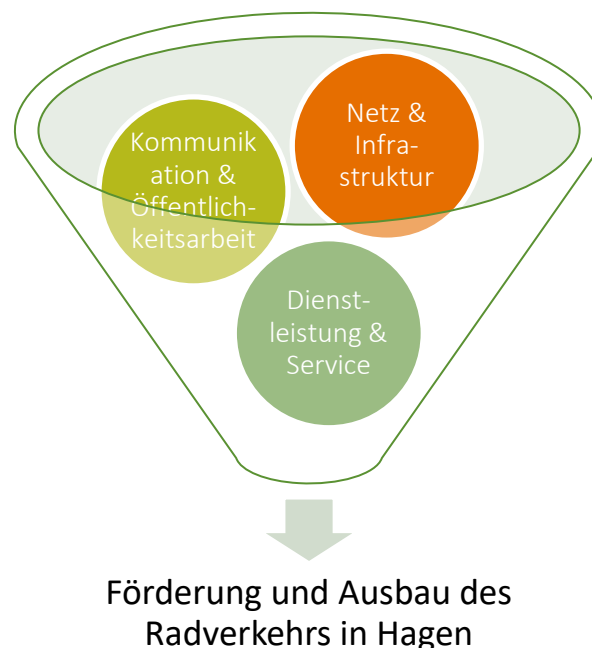 Kommunik
ation &
Öffentlich-
keitsarbeit
Netz &
Infra-
struktur
Dienst-
leistung &
Service
Förderung und Ausbau des
Radverkehrs in Hagen